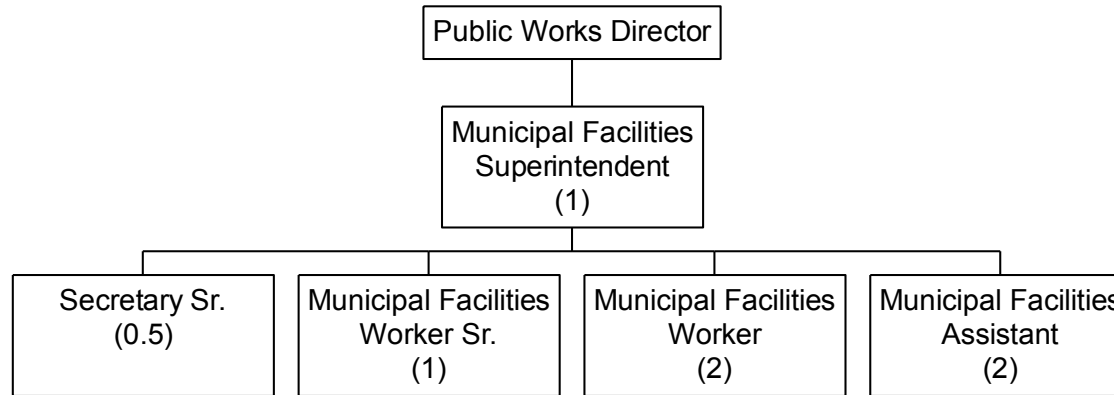 Public Works Director
Municipal Facilities
Superintendent
(1)
Secretary Sr.
(0.5)
Municipal Facilities
Worker Sr.
(1)
Municipal Facilities
Worker
(2)
Municipal Facilities
Assistant
(2)